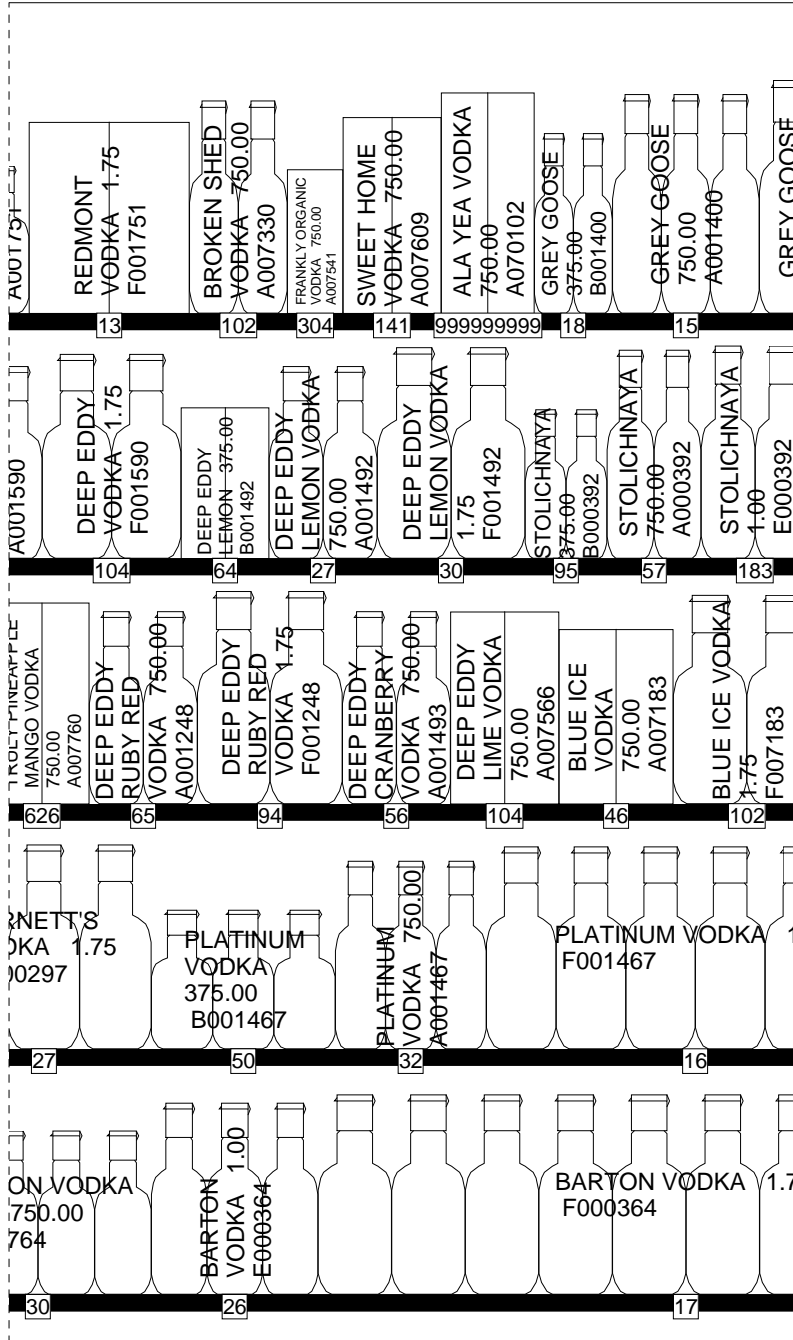 A001751
REDMONT
VODKA 1.75
F001751
BROKEN SHED
VODKA 750.00
A007330
FRANKLY ORGANIC
VODKA 750.00
A007541
SWEET HOME
VODKA 750.00
A007609
ALA YEA VODKA
750.00
A070102
GREY GOOSE
375.00
B001400
GREY GOOSE
750.00
A001400
GREY GOOSE
13
102
304
141
999999999
18
15
A001590
DEEP EDDY
VODKA 1.75
F001590
DEEP EDDY
LEMON 375.00
B001492
DEEP EDDY
LEMON VODKA
750.00
A001492
DEEP EDDY
LEMON VODKA
1.75
F001492
STOLICHNAYA
375.00
B000392
STOLICHNAYA
750.00
A000392
STOLICHNAYA
1.00
E000392
104
64
27
30
95
57
183
TRULY PINEAPPLE
MANGO VODKA
750.00
A007760
DEEP EDDY
RUBY RED
VODKA 750.00
A001248
DEEP EDDY
RUBY RED
VODKA 1.75
F001248
DEEP EDDY
CRANBERRY
VODKA 750.00
A001493
DEEP EDDY
LIME VODKA
750.00
A007566
BLUE ICE
VODKA
750.00
A007183
BLUE ICE VODKA
1.75
F007183
626
65
94
56
104
46
102
RNETT'S
DKA 1.75
00297
PLATINUM
VODKA
375.00
B001467
PLATINUM
VODKA 750.00
A001467
PLATINUM VODKA 1
F001467
27
50
32
16
ON VODKA
750.00
764
BARTON
VODKA 1.00
E000364
BARTON VODKA 1.7
F000364
30
26
17